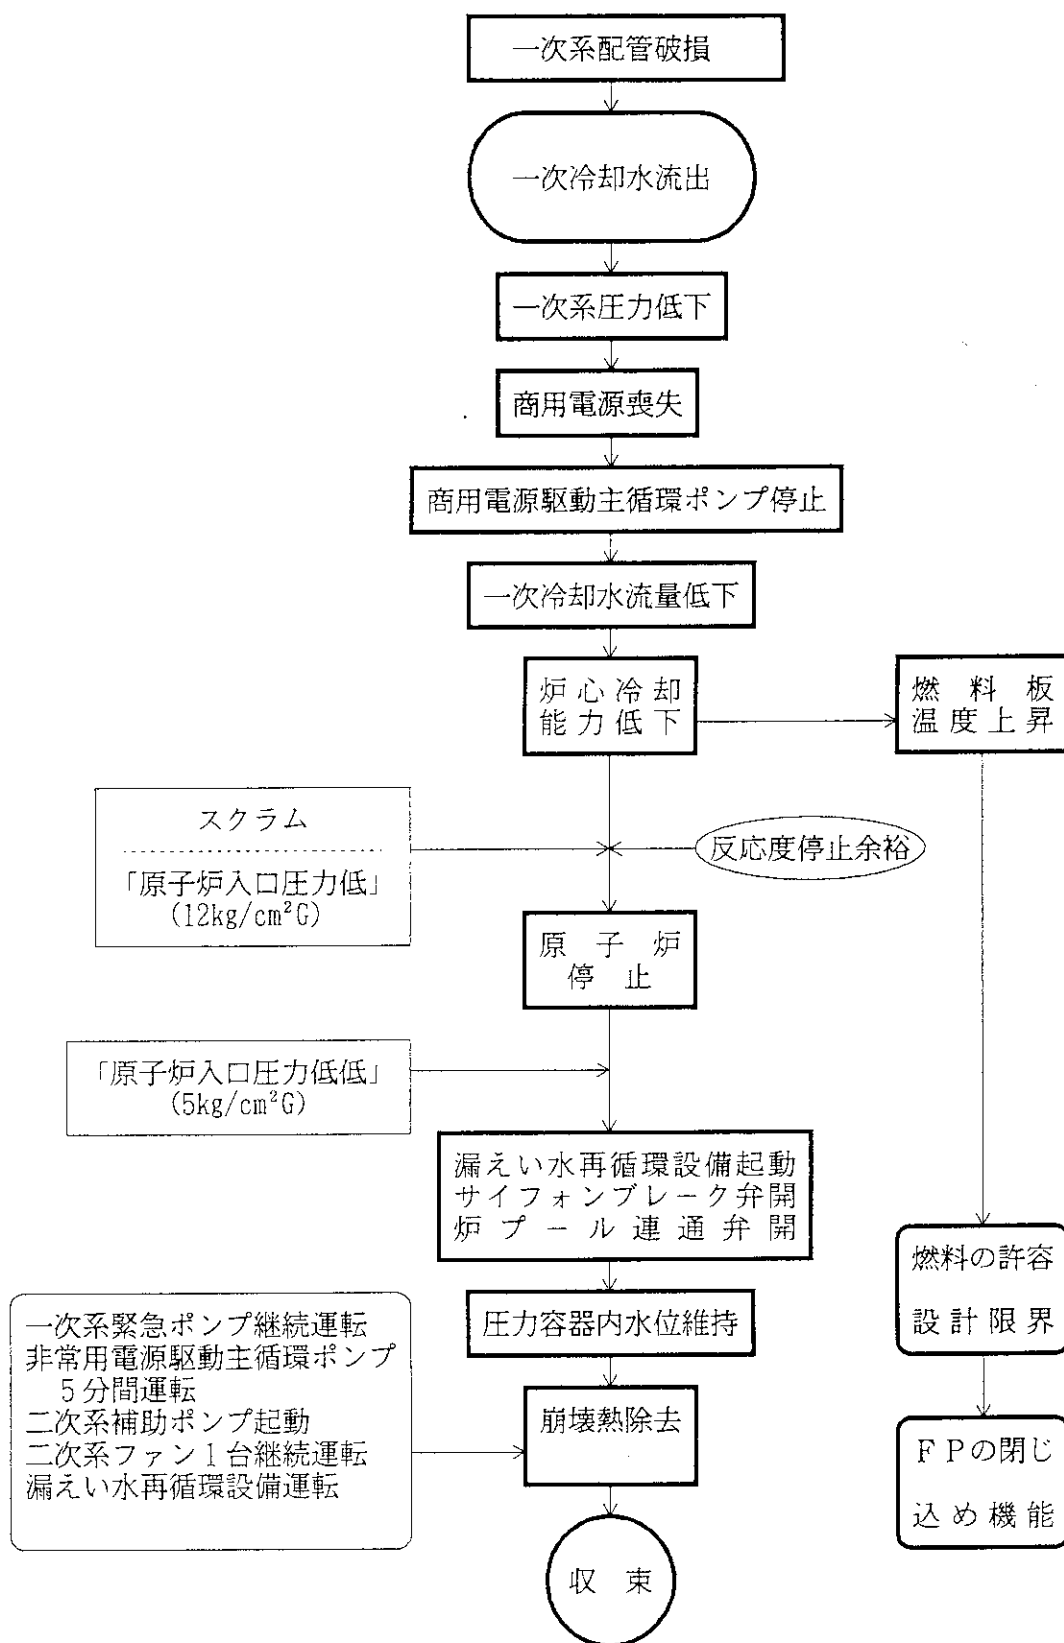 一次系配管破損
一次冷却水流出
一次系圧力低下
商用電源喪失
商用電源駆動主循環ポンプ停止
一次冷却水流量低下
炉心冷却
能力低下
燃料板
温度上昇
スクラム
「原子炉入口圧力低」
(12kg/cm²G)
反応度停止余裕
原子炉
停止
「原子炉入口圧力低低」
(5kg/cm²G)
漏えい水再循環設備起動
サイフォンブレーク弁開
炉プール連通弁開
燃料の許容
設計限界
圧力容器内水位維持
一次系緊急ポンプ継続運転
非常用電源駆動主循環ポンプ
5分間運転
二次系補助ポンプ起動
二次系ファン1台継続運転
漏えい水再循環設備運転
崩壊熱除去
FPの閉じ
込め機能
収束